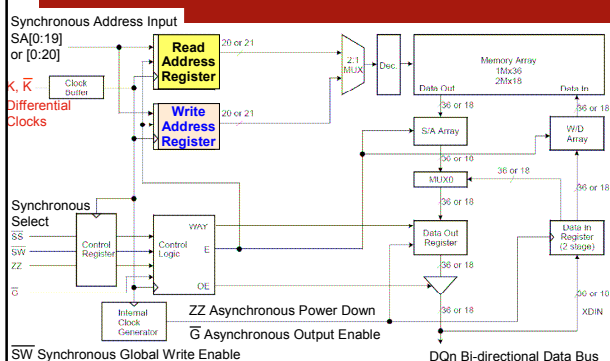 Synchronous Address Input
SA[0:19]
or [0:20]
K, K
Differential
Clocks
Clock
Buffer
Read
Address
Register
20 or 21
Write
Address
Register
20 or 21
2:1
MUX
Dec.
Memory Array
1Mx36
2Mx18
Data Out
Data In
36 or 18
36 or 18
S/A Array
W/D
Array
36 or 18
MUX0
36 or 18
36 or 18
Synchronous
Select
SS
SW
ZZ
G
Control
Register
Control
Logic
WAY
E
OE
36 or 18
Data Out
Register
Data In
Register
(2 stage)
36 or 18
36 or 18
36 or 18
XDIN
Internal
Clock
Generator
ZZ Asynchronous Power Down
G Asynchronous Output Enable
SW Synchronous Global Write Enable
DQn Bi-directional Data Bus